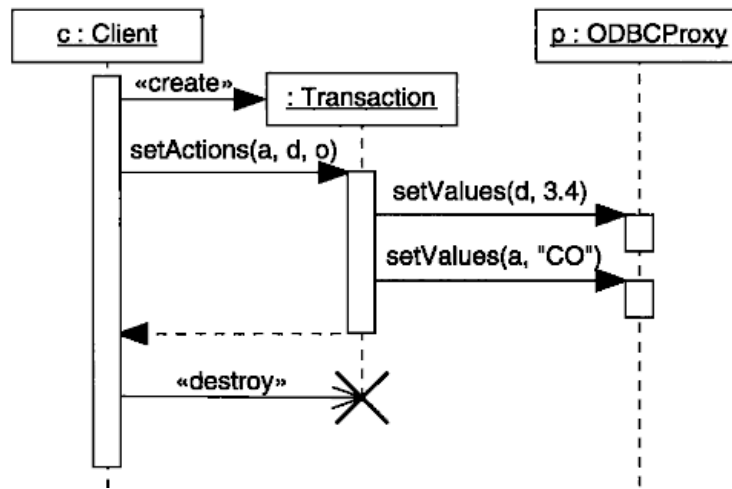 c : Client
p : ODBCProxy
«create»
: Transaction
setActions(a, d, o)
setValues(d, 3.4)
setValues(a, "CO")
«destroy»